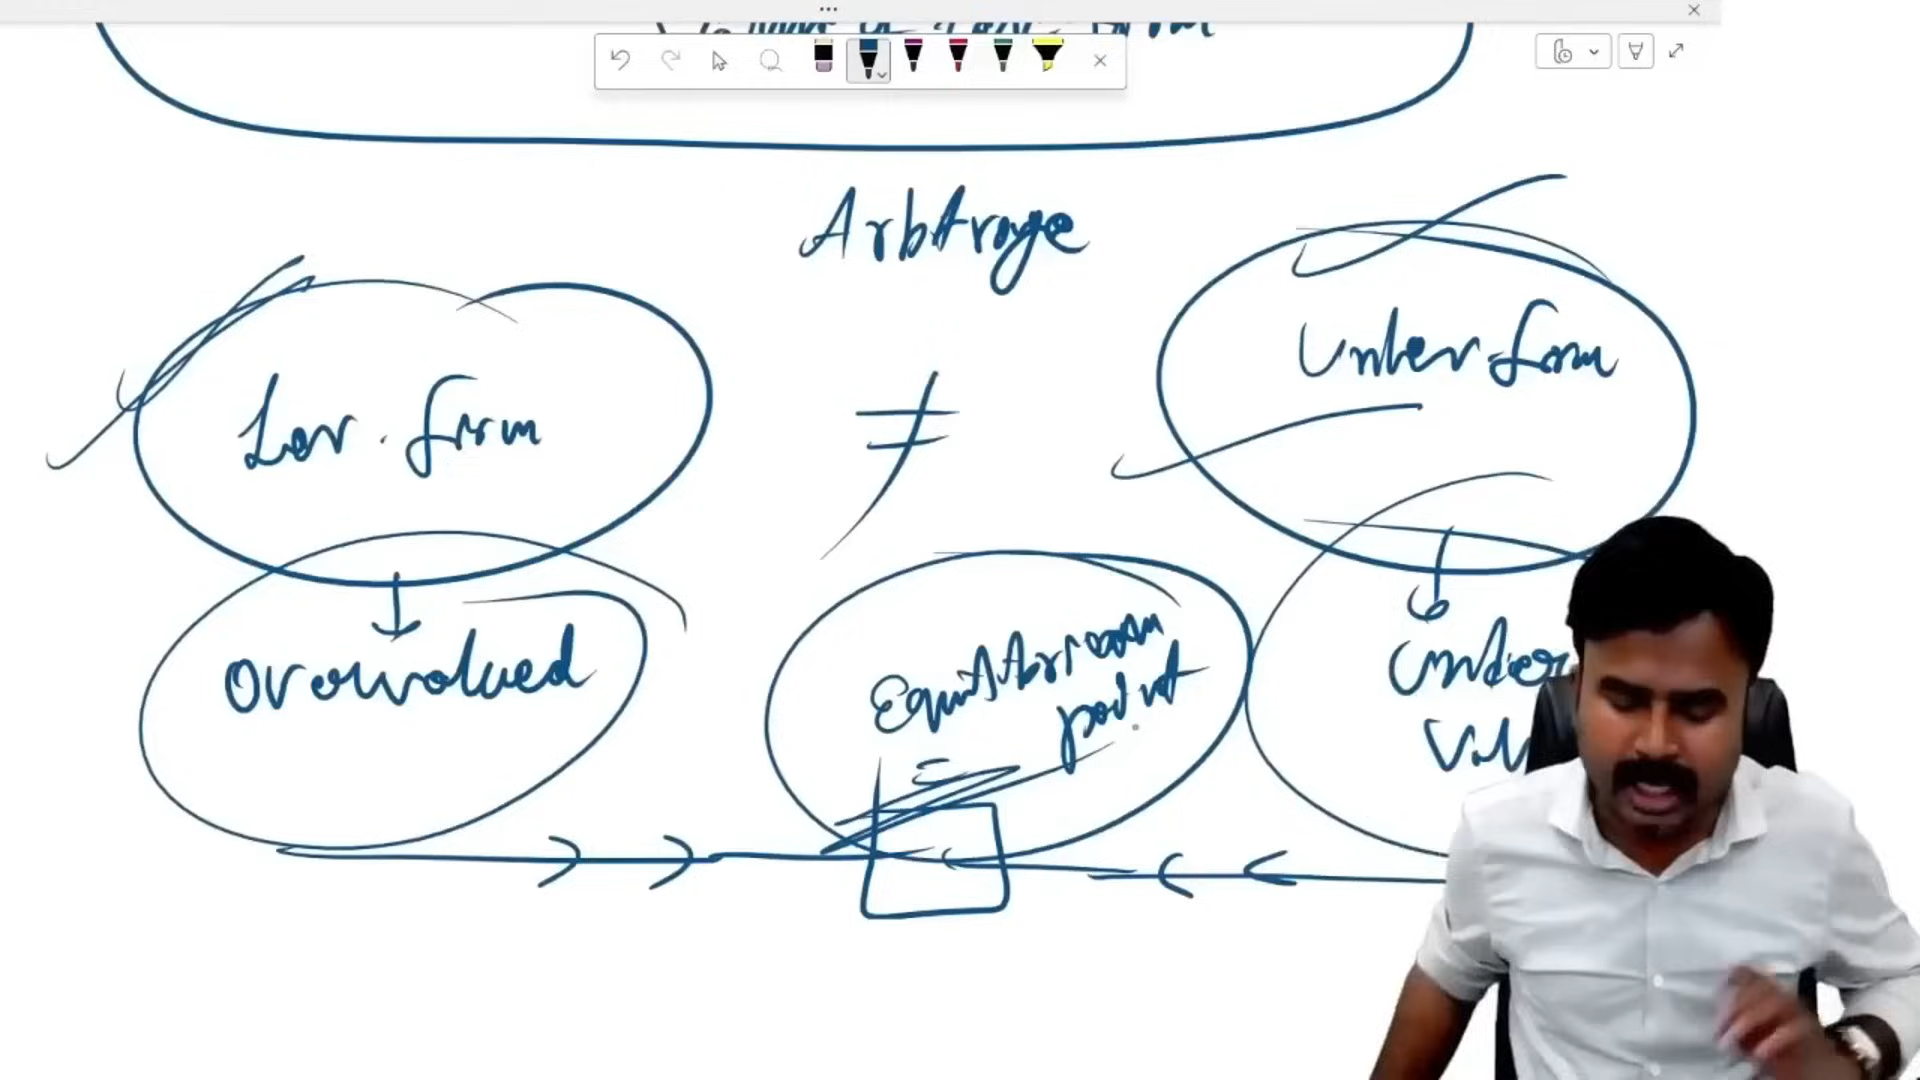 Arbitrage
Lev. firm
≠
Unlev. firm
Overvalued
Equilibrium
point
Under